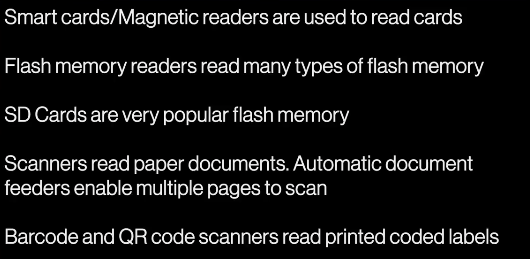 Smart cards/Magnetic readers are used to read cards
Flash memory readers read many types of flash memory
SD Cards are very popular flash memory
Scanners read paper documents. Automatic document
feeders enable multiple pages to scan
Barcode and QR code scanners read printed coded labels